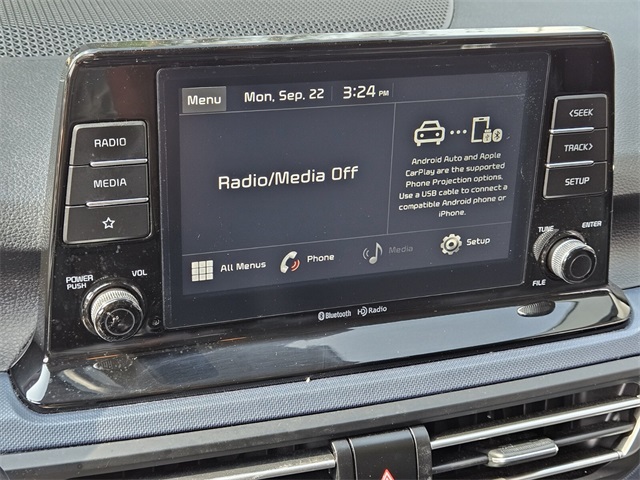 Menu Mon, Sep. 22 3:24 PM
Radio/Media Off
Android Auto and Apple
CarPlay are the supported
Phone Projection options.
Use a USB cable to connect a
compatible Android phone or
iPhone.
All Menus Phone Media Setup
RADIO
MEDIA
POWER
PUSH
VOL
<SEEK
TRACK>
SETUP
TUNE
ENTER
FILE
Bluetooth HD Radio